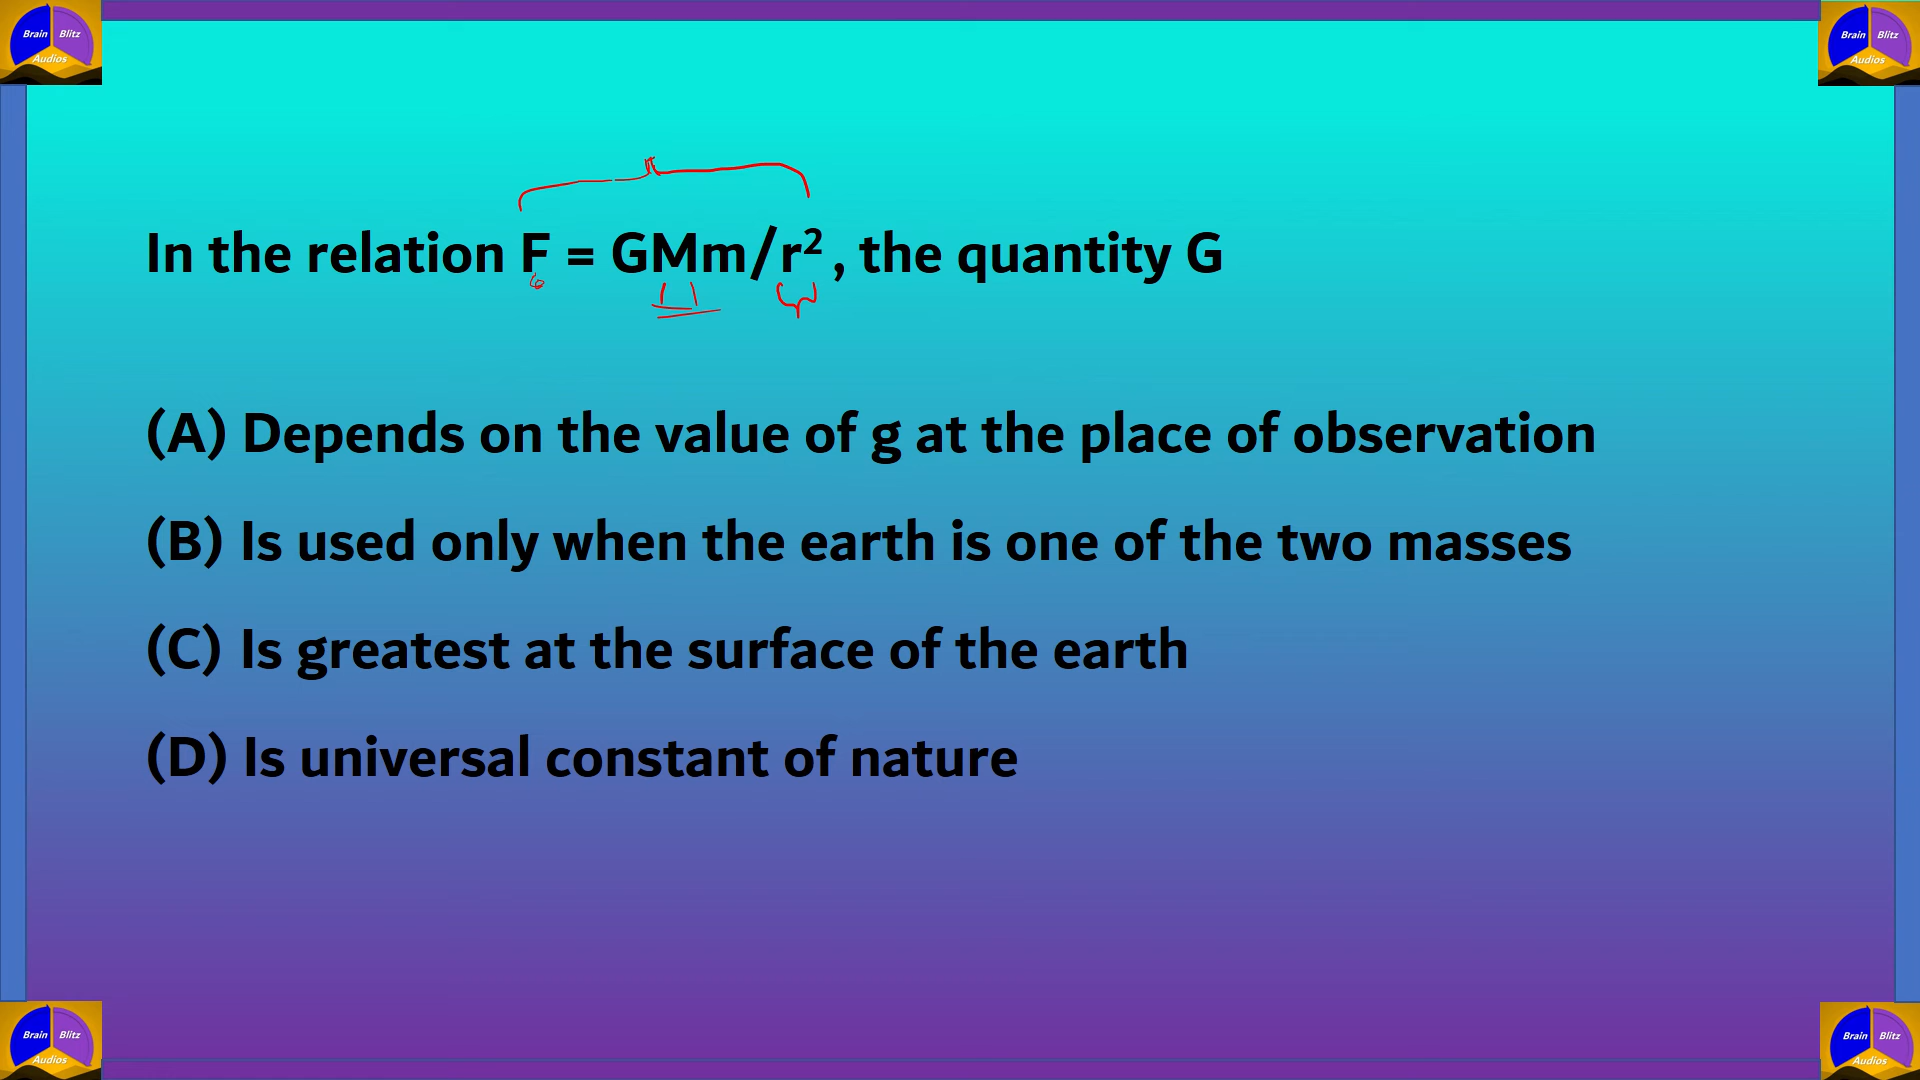 Brain Blitz
Audios
Brain Blitz
Audios
In the relation F = GMm/r², the quantity G
(A) Depends on the value of g at the place of observation
(B) Is used only when the earth is one of the two masses
(C) Is greatest at the surface of the earth
(D) Is universal constant of nature
Brain Blitz
Audios
Brain Blitz
Audios